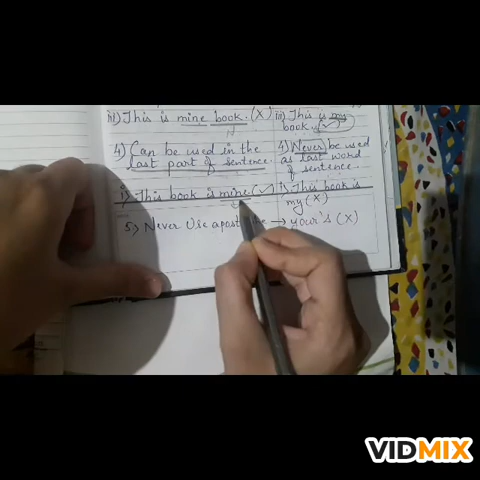 iii) This is mine book. (X)
N
4) Can be used in the
last part of sentence.
i) This book is mine (✓)
5) Never Use
iii) This is my
book. (✓)
4) Never be used
as last word
of sentence.
i) This book is
my (X)
→ your's (X)
VIDMIX